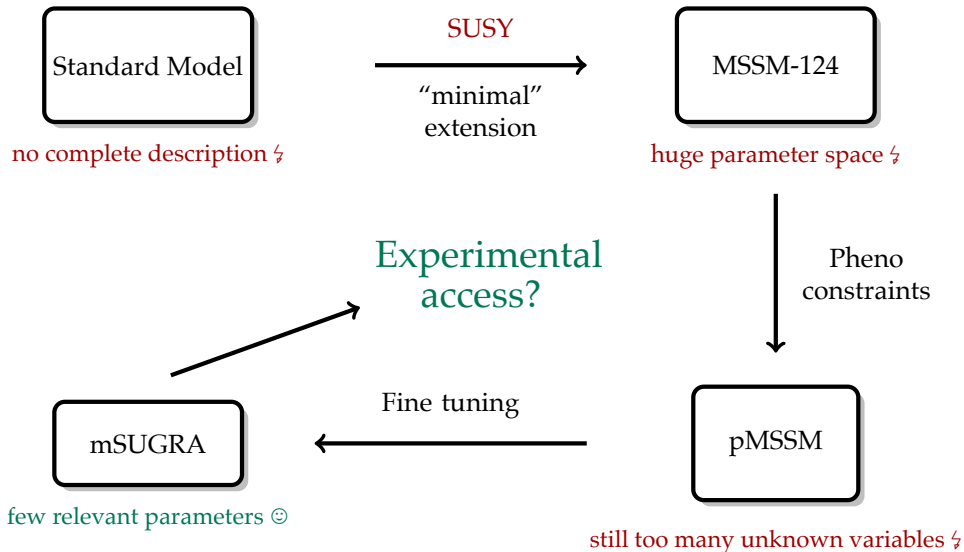 Standard Model
SUSY
“minimal”
extension
MSSM-124
no complete description ↯
huge parameter space ↯
Pheno
constraints
Experimental
access?
Fine tuning
mSUGRA
pMSSM
few relevant parameters ☺
still too many unknown variables ↯